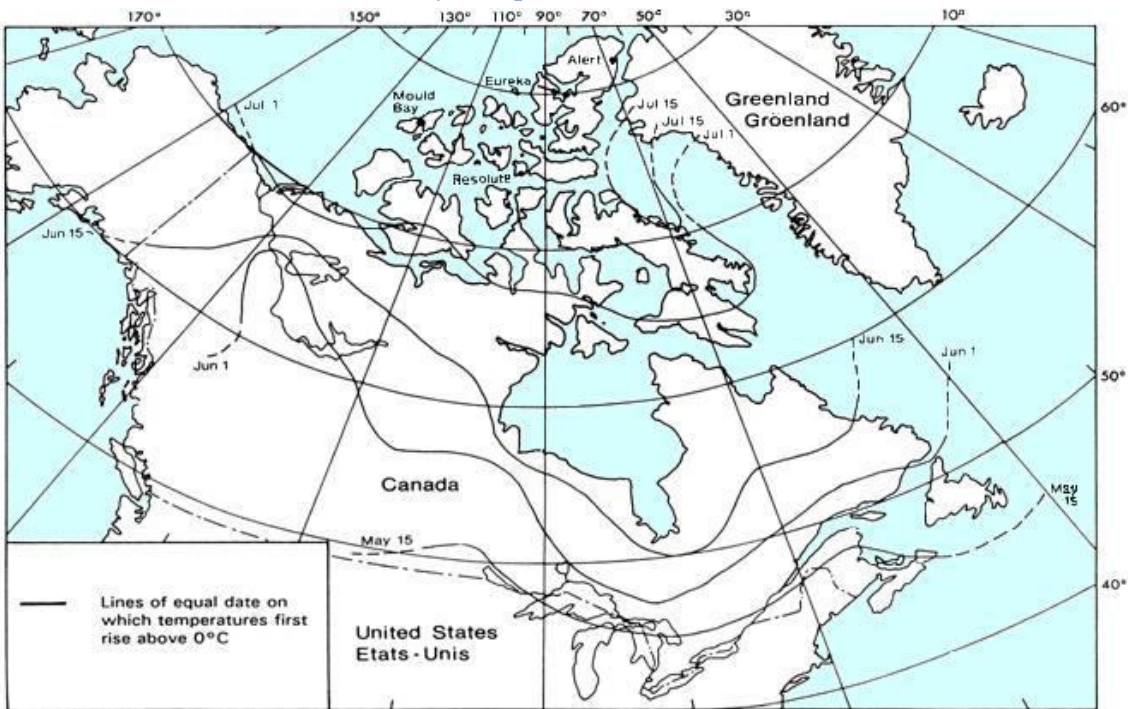 170° 150° 130° 110° 90° 70° 50° 30° 10°
Alert
Eureka
Mould
Bay
Resolute
Jul 1
Jul 15
Jul 15
Jul 1
Greenland
Gröenland
60°
Jun 15
Jun 1
Jun 15
Jun 1
50°
Canada
May
15
May 15
40°
Lines of equal date on
which temperatures first
rise above 0°C
United States
Etats-Unis